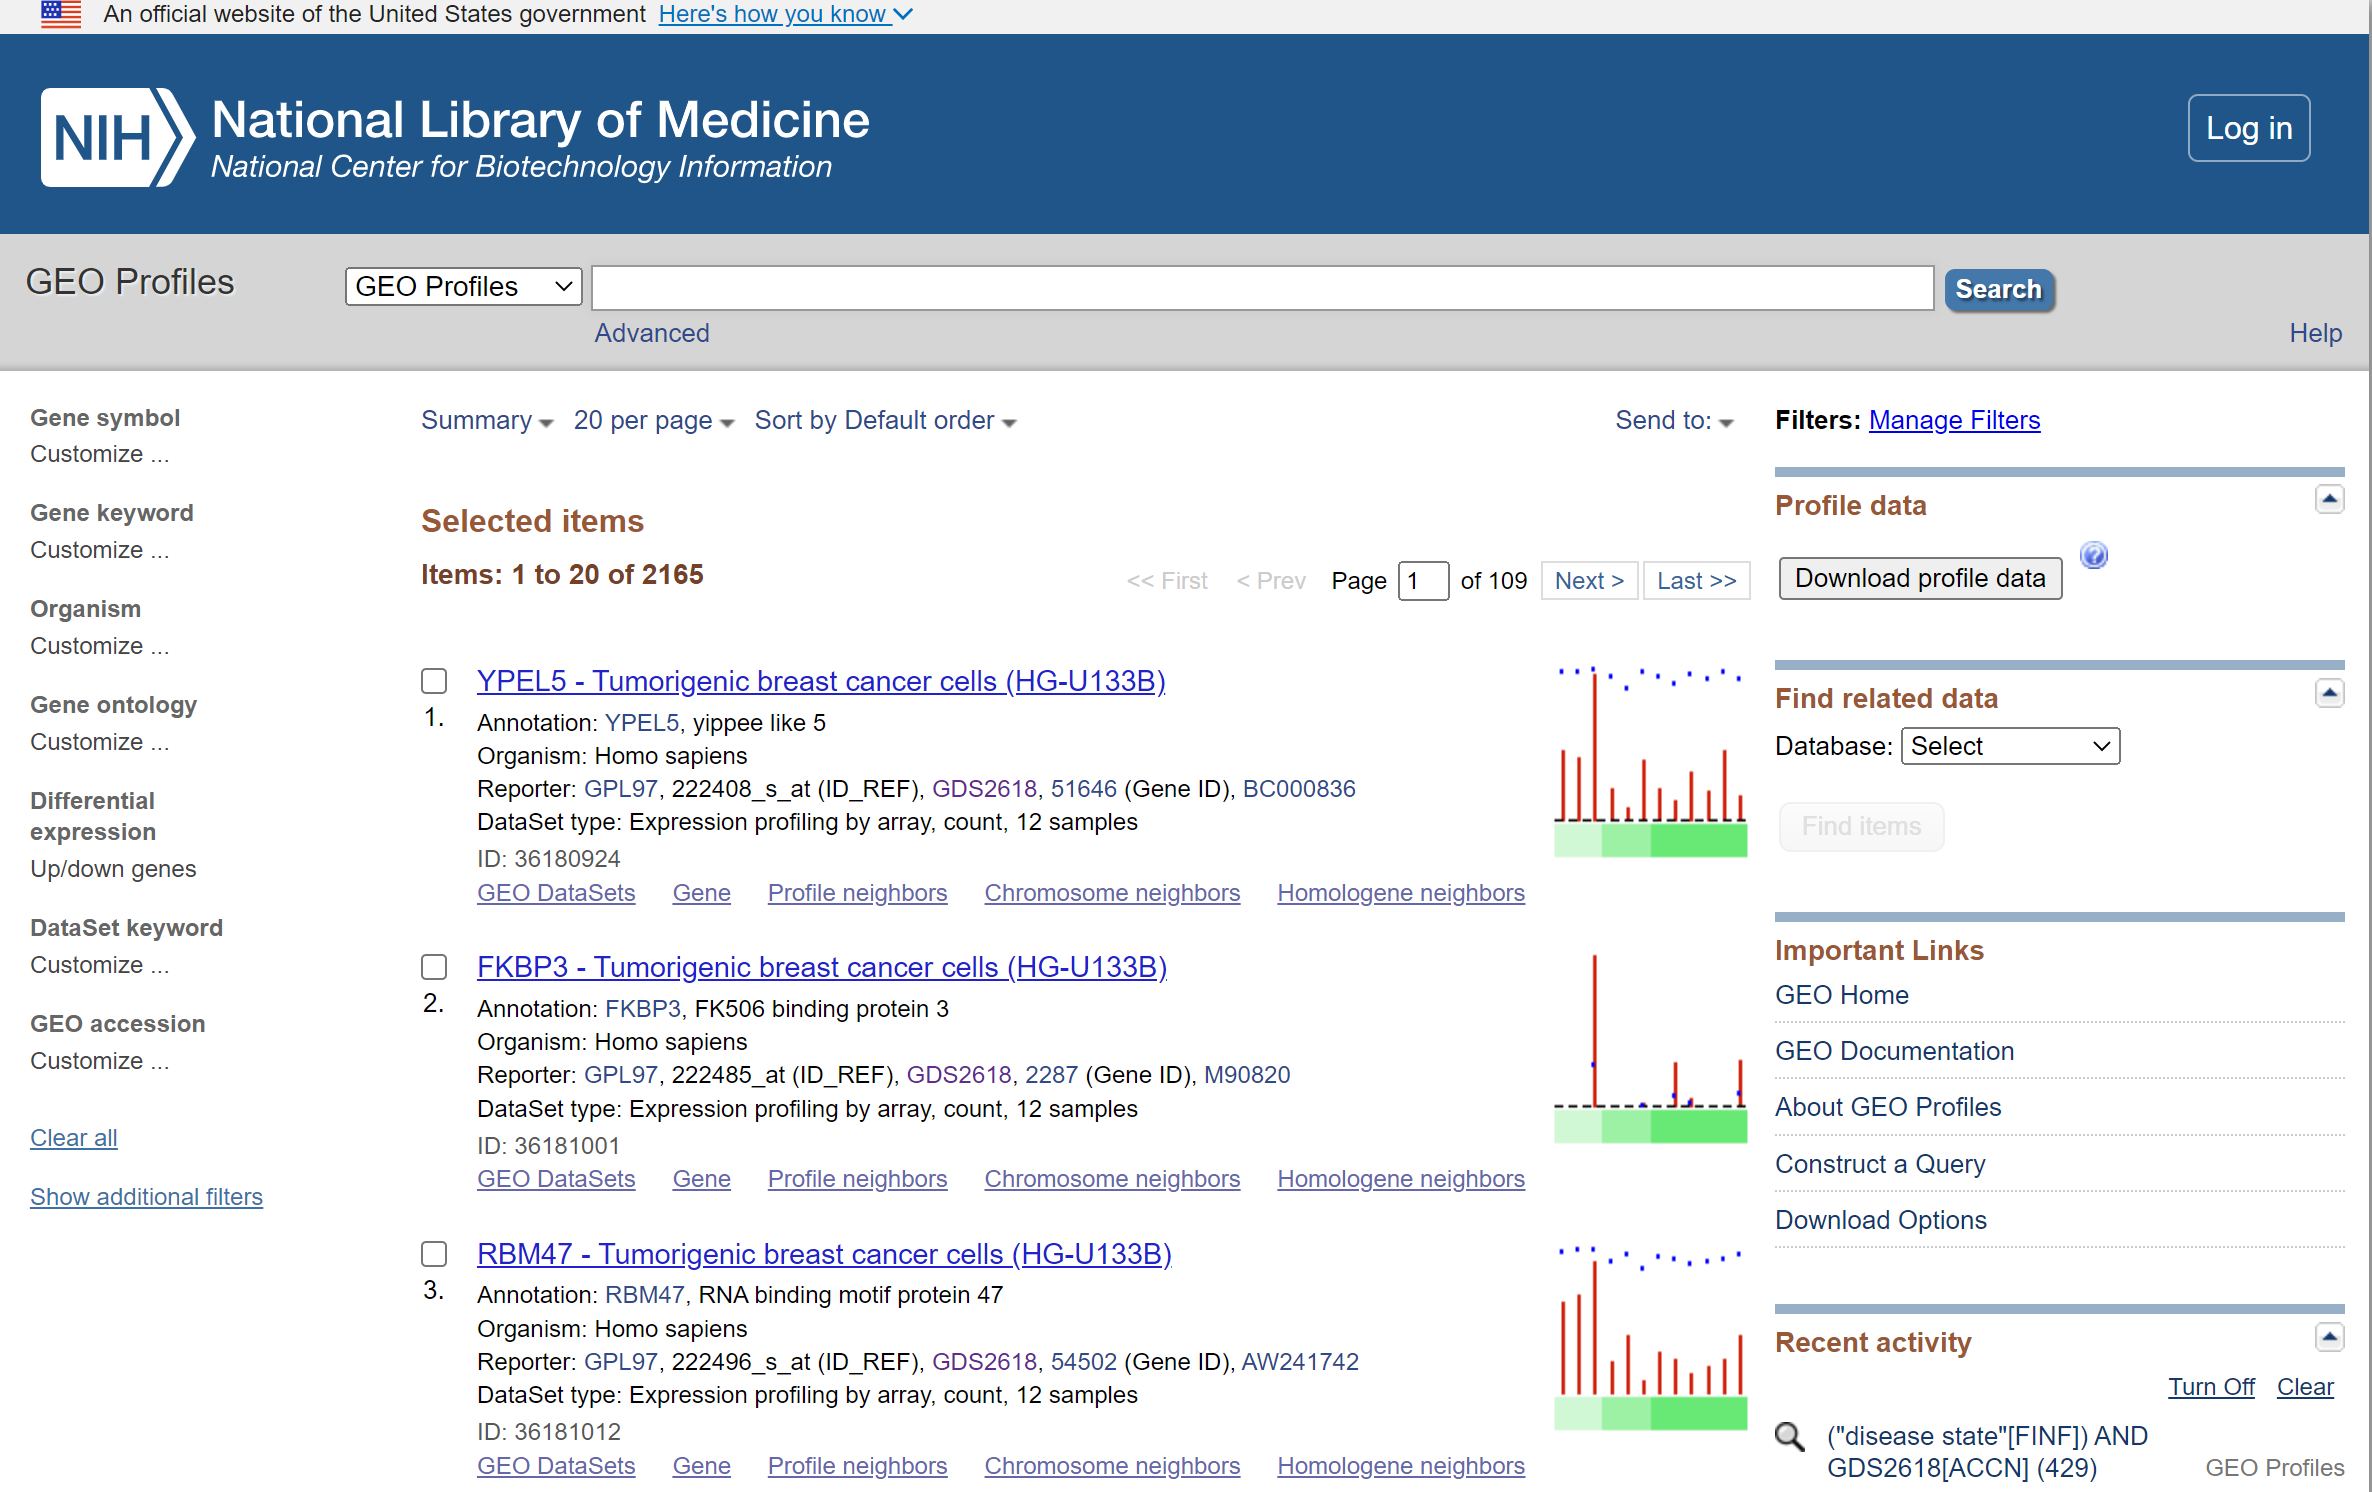 An official website of the United States government Here's how you know
NIH National Library of Medicine
National Center for Biotechnology Information
Log in
GEO Profiles
GEO Profiles
Search
Advanced
Help
Gene symbol
Customize ...
Gene keyword
Customize ...
Organism
Customize ...
Gene ontology
Customize ...
Differential
expression
Up/down genes
DataSet keyword
Customize ...
GEO accession
Customize ...
Clear all
Show additional filters
Summary 20 per page Sort by Default order Send to:
Selected items
Items: 1 to 20 of 2165
<< First < Prev Page 1 of 109 Next > Last >>
YPEL5 - Tumorigenic breast cancer cells (HG-U133B)
1.
Annotation: YPEL5, yippee like 5
Organism: Homo sapiens
Reporter: GPL97, 222408_s_at (ID_REF), GDS2618, 51646 (Gene ID), BC000836
DataSet type: Expression profiling by array, count, 12 samples
ID: 36180924
GEO DataSets Gene Profile neighbors Chromosome neighbors Homologene neighbors
FKBP3 - Tumorigenic breast cancer cells (HG-U133B)
2.
Annotation: FKBP3, FK506 binding protein 3
Organism: Homo sapiens
Reporter: GPL97, 222485_at (ID_REF), GDS2618, 2287 (Gene ID), M90820
DataSet type: Expression profiling by array, count, 12 samples
ID: 36181001
GEO DataSets Gene Profile neighbors Chromosome neighbors Homologene neighbors
RBM47 - Tumorigenic breast cancer cells (HG-U133B)
3.
Annotation: RBM47, RNA binding motif protein 47
Organism: Homo sapiens
Reporter: GPL97, 222496_s_at (ID_REF), GDS2618, 54502 (Gene ID), AW241742
DataSet type: Expression profiling by array, count, 12 samples
ID: 36181012
GEO DataSets Gene Profile neighbors Chromosome neighbors Homologene neighbors
Filters: Manage Filters
Profile data
Download profile data
?
Find related data
Database: Select
Find items
Important Links
GEO Home
GEO Documentation
About GEO Profiles
Construct a Query
Download Options
Recent activity
Turn Off Clear
("disease state"[FINF]) AND
GDS2618[ACCN] (429)
GEO Profiles